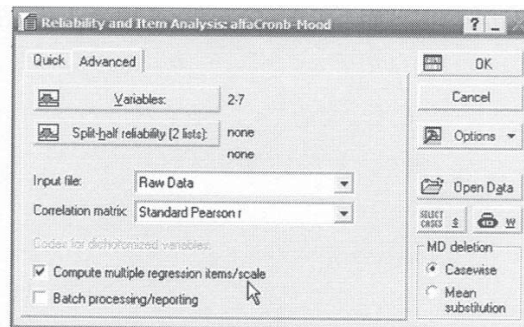 Reliability and Item Analysis: alfaCronb-Mood
Quick Advanced
Variables: 2-7
Split-half reliability (2 lists): none
none
Input file: Raw Data
Correlation matrix: Standard Pearson r
Codes for dichotomized variables:
Compute multiple regression items/scale
Batch processing/reporting
OK
Cancel
Options
Open Data
SELECT CASES S W
MD deletion
Casewise
Mean substitution